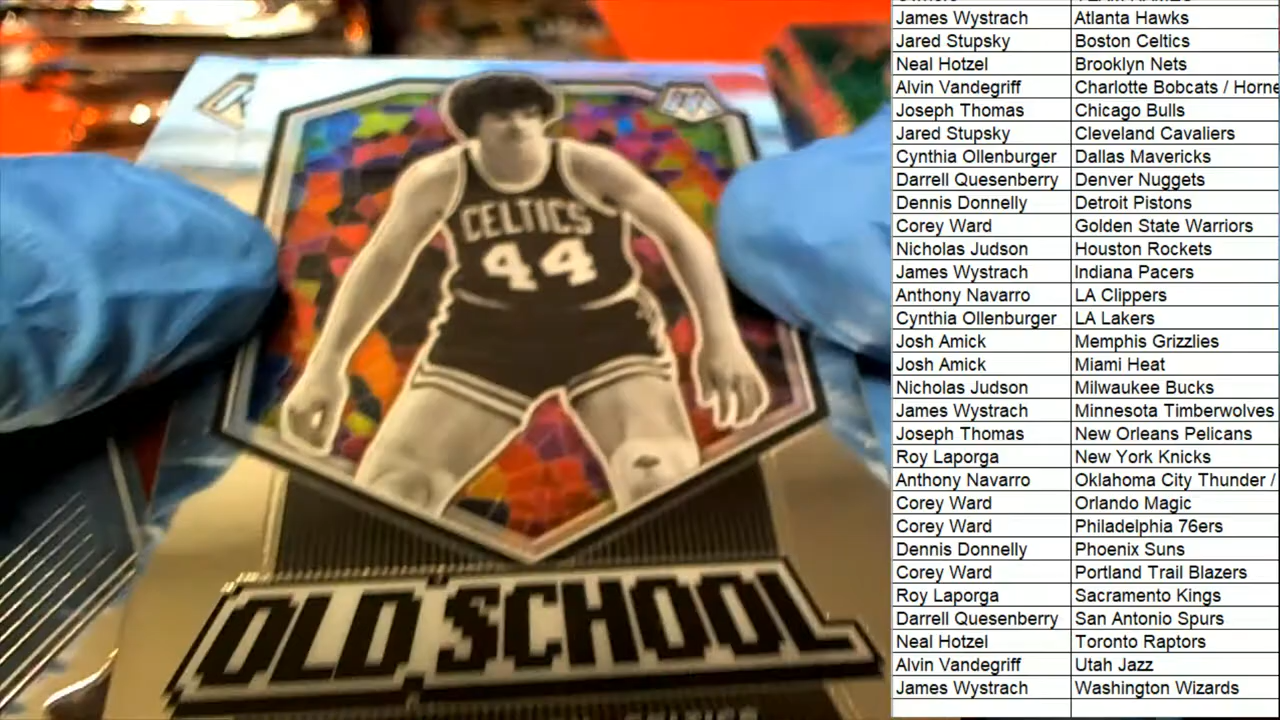 CELTICS
44
OLD SCHOOL
James Wystrach Atlanta Hawks
Jared Stupsky Boston Celtics
Neal Hotzel Brooklyn Nets
Alvin Vandegriff Charlotte Bobcats / Horne
Joseph Thomas Chicago Bulls
Jared Stupsky Cleveland Cavaliers
Cynthia Ollenburger Dallas Mavericks
Darrell Quesenberry Denver Nuggets
Dennis Donnelly Detroit Pistons
Corey Ward Golden State Warriors
Nicholas Judson Houston Rockets
James Wystrach Indiana Pacers
Anthony Navarro LA Clippers
Cynthia Ollenburger LA Lakers
Josh Amick Memphis Grizzlies
Josh Amick Miami Heat
Nicholas Judson Milwaukee Bucks
James Wystrach Minnesota Timberwolves
Joseph Thomas New Orleans Pelicans
Roy Laporga New York Knicks
Anthony Navarro Oklahoma City Thunder /
Corey Ward Orlando Magic
Corey Ward Philadelphia 76ers
Dennis Donnelly Phoenix Suns
Corey Ward Portland Trail Blazers
Roy Laporga Sacramento Kings
Darrell Quesenberry San Antonio Spurs
Neal Hotzel Toronto Raptors
Alvin Vandegriff Utah Jazz
James Wystrach Washington Wizards